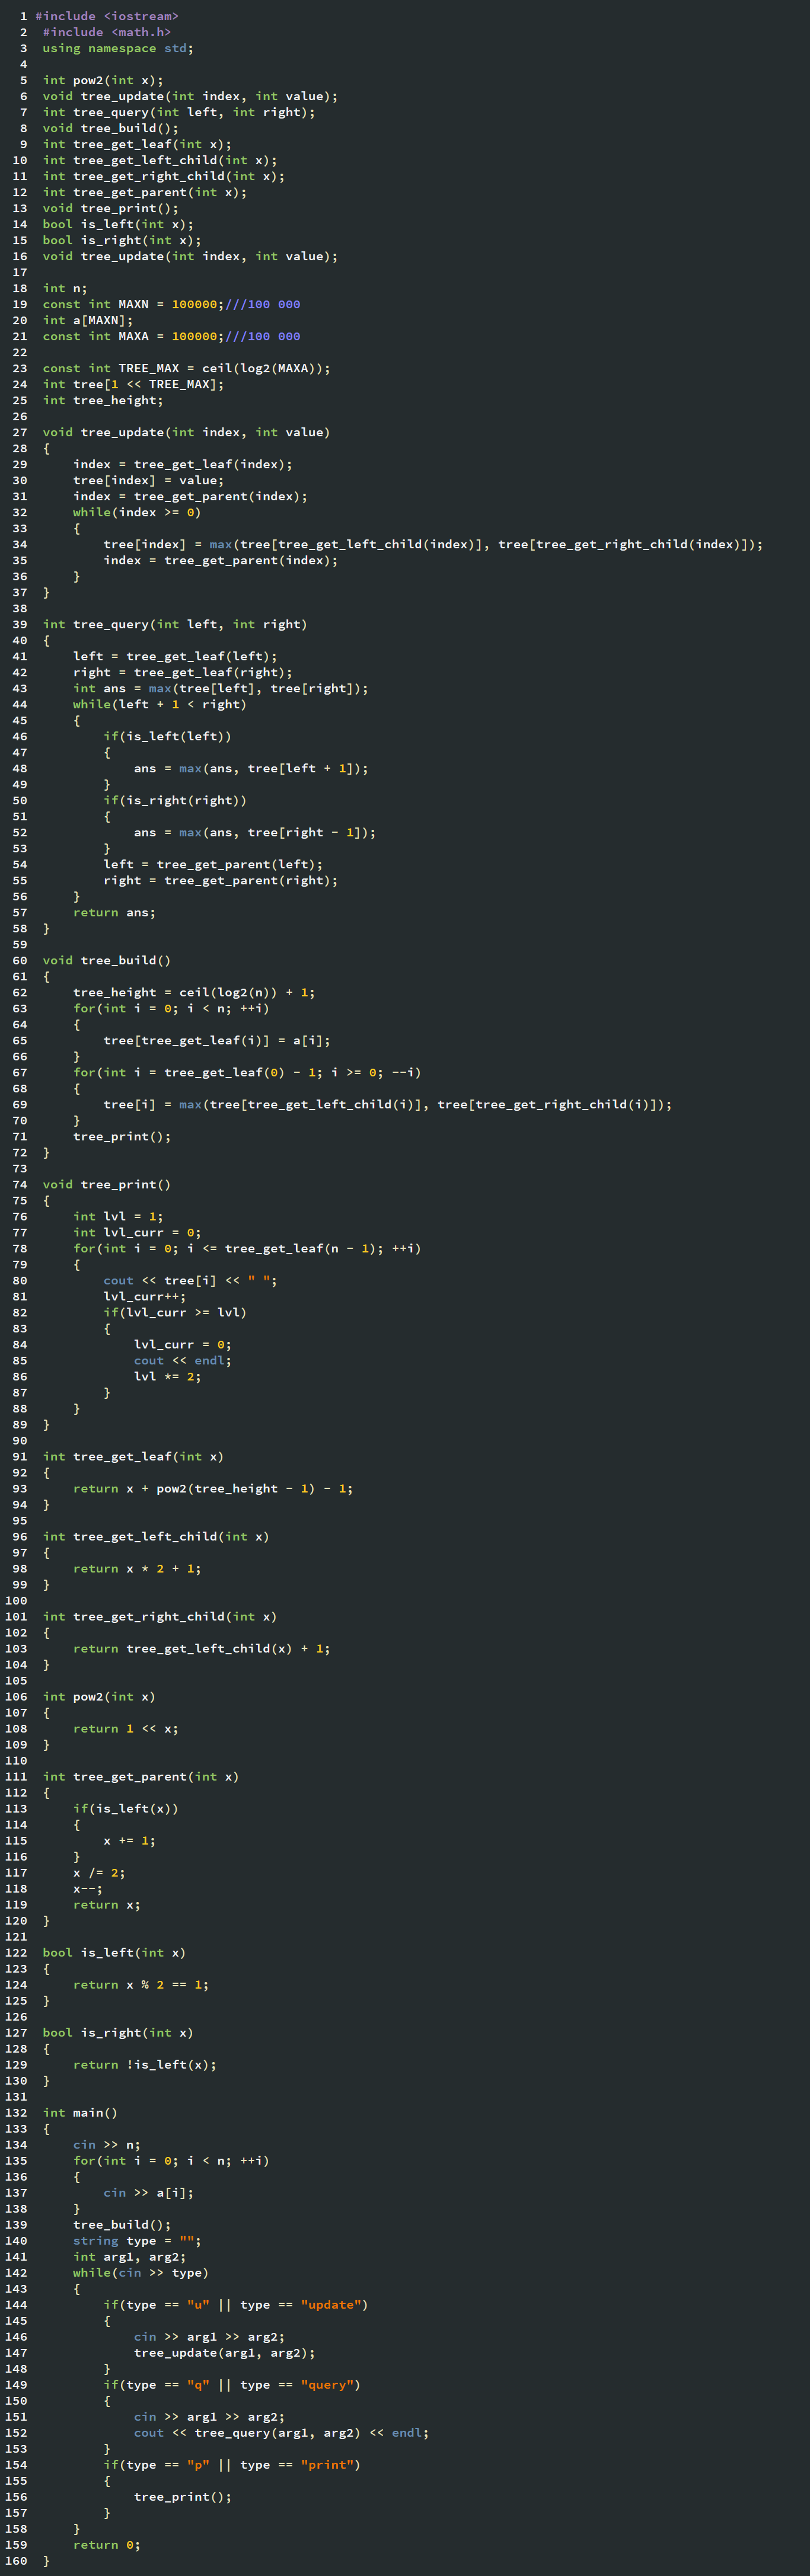 1 #include <iostream>
2 #include <math.h>
3 using namespace std;
4
5 int pow2(int x);
6 void tree_update(int index, int value);
7 int tree_query(int left, int right);
8 void tree_build();
9 int tree_get_leaf(int x);
10 int tree_get_left_child(int x);
11 int tree_get_right_child(int x);
12 int tree_get_parent(int x);
13 void tree_print();
14 bool is_left(int x);
15 bool is_right(int x);
16 void tree_update(int index, int value);
17
18 int n;
19 const int MAXN = 100000;///100 000
20 int a[MAXN];
21 const int MAXA = 100000;///100 000
22
23 const int TREE_MAX = ceil(log2(MAXA));
24 int tree[1 << TREE_MAX];
25 int tree_height;
26
27 void tree_update(int index, int value)
28 {
29     index = tree_get_leaf(index);
30     tree[index] = value;
31     index = tree_get_parent(index);
32     while(index >= 0)
33     {
34         tree[index] = max(tree[tree_get_left_child(index)], tree[tree_get_right_child(index)]);
35         index = tree_get_parent(index);
36     }
37 }
38
39 int tree_query(int left, int right)
40 {
41     left = tree_get_leaf(left);
42     right = tree_get_leaf(right);
43     int ans = max(tree[left], tree[right]);
44     while(left + 1 < right)
45     {
46         if(is_left(left))
47         {
48             ans = max(ans, tree[left + 1]);
49         }
50         if(is_right(right))
51         {
52             ans = max(ans, tree[right - 1]);
53         }
54         left = tree_get_parent(left);
55         right = tree_get_parent(right);
56     }
57     return ans;
58 }
59
60 void tree_build()
61 {
62     tree_height = ceil(log2(n)) + 1;
63     for(int i = 0; i < n; ++i)
64     {
65         tree[tree_get_leaf(i)] = a[i];
66     }
67     for(int i = tree_get_leaf(0) - 1; i >= 0; --i)
68     {
69         tree[i] = max(tree[tree_get_left_child(i)], tree[tree_get_right_child(i)]);
70     }
71     tree_print();
72 }
73
74 void tree_print()
75 {
76     int lvl = 1;
77     int lvl_curr = 0;
78     for(int i = 0; i <= tree_get_leaf(n - 1); ++i)
79     {
80         cout << tree[i] << " ";
81         lvl_curr++;
82         if(lvl_curr >= lvl)
83         {
84             lvl_curr = 0;
85             cout << endl;
86             lvl *= 2;
87         }
88     }
89 }
90
91 int tree_get_leaf(int x)
92 {
93     return x + pow2(tree_height - 1) - 1;
94 }
95
96 int tree_get_left_child(int x)
97 {
98     return x * 2 + 1;
99 }
100
101 int tree_get_right_child(int x)
102 {
103     return tree_get_left_child(x) + 1;
104 }
105
106 int pow2(int x)
107 {
108     return 1 << x;
109 }
110
111 int tree_get_parent(int x)
112 {
113     if(is_left(x))
114     {
115         x += 1;
116     }
117     x /= 2;
118     x--;
119     return x;
120 }
121
122 bool is_left(int x)
123 {
124     return x % 2 == 1;
125 }
126
127 bool is_right(int x)
128 {
129     return !is_left(x);
130 }
131
132 int main()
133 {
134     cin >> n;
135     for(int i = 0; i < n; ++i)
136     {
137         cin >> a[i];
138     }
139     tree_build();
140     string type = "";
141     int arg1, arg2;
142     while(cin >> type)
143     {
144         if(type == "u" || type == "update")
145         {
146             cin >> arg1 >> arg2;
147             tree_update(arg1, arg2);
148         }
149         if(type == "q" || type == "query")
150         {
151             cin >> arg1 >> arg2;
152             cout << tree_query(arg1, arg2) << endl;
153         }
154         if(type == "p" || type == "print")
155         {
156             tree_print();
157         }
158     }
159     return 0;
160 }